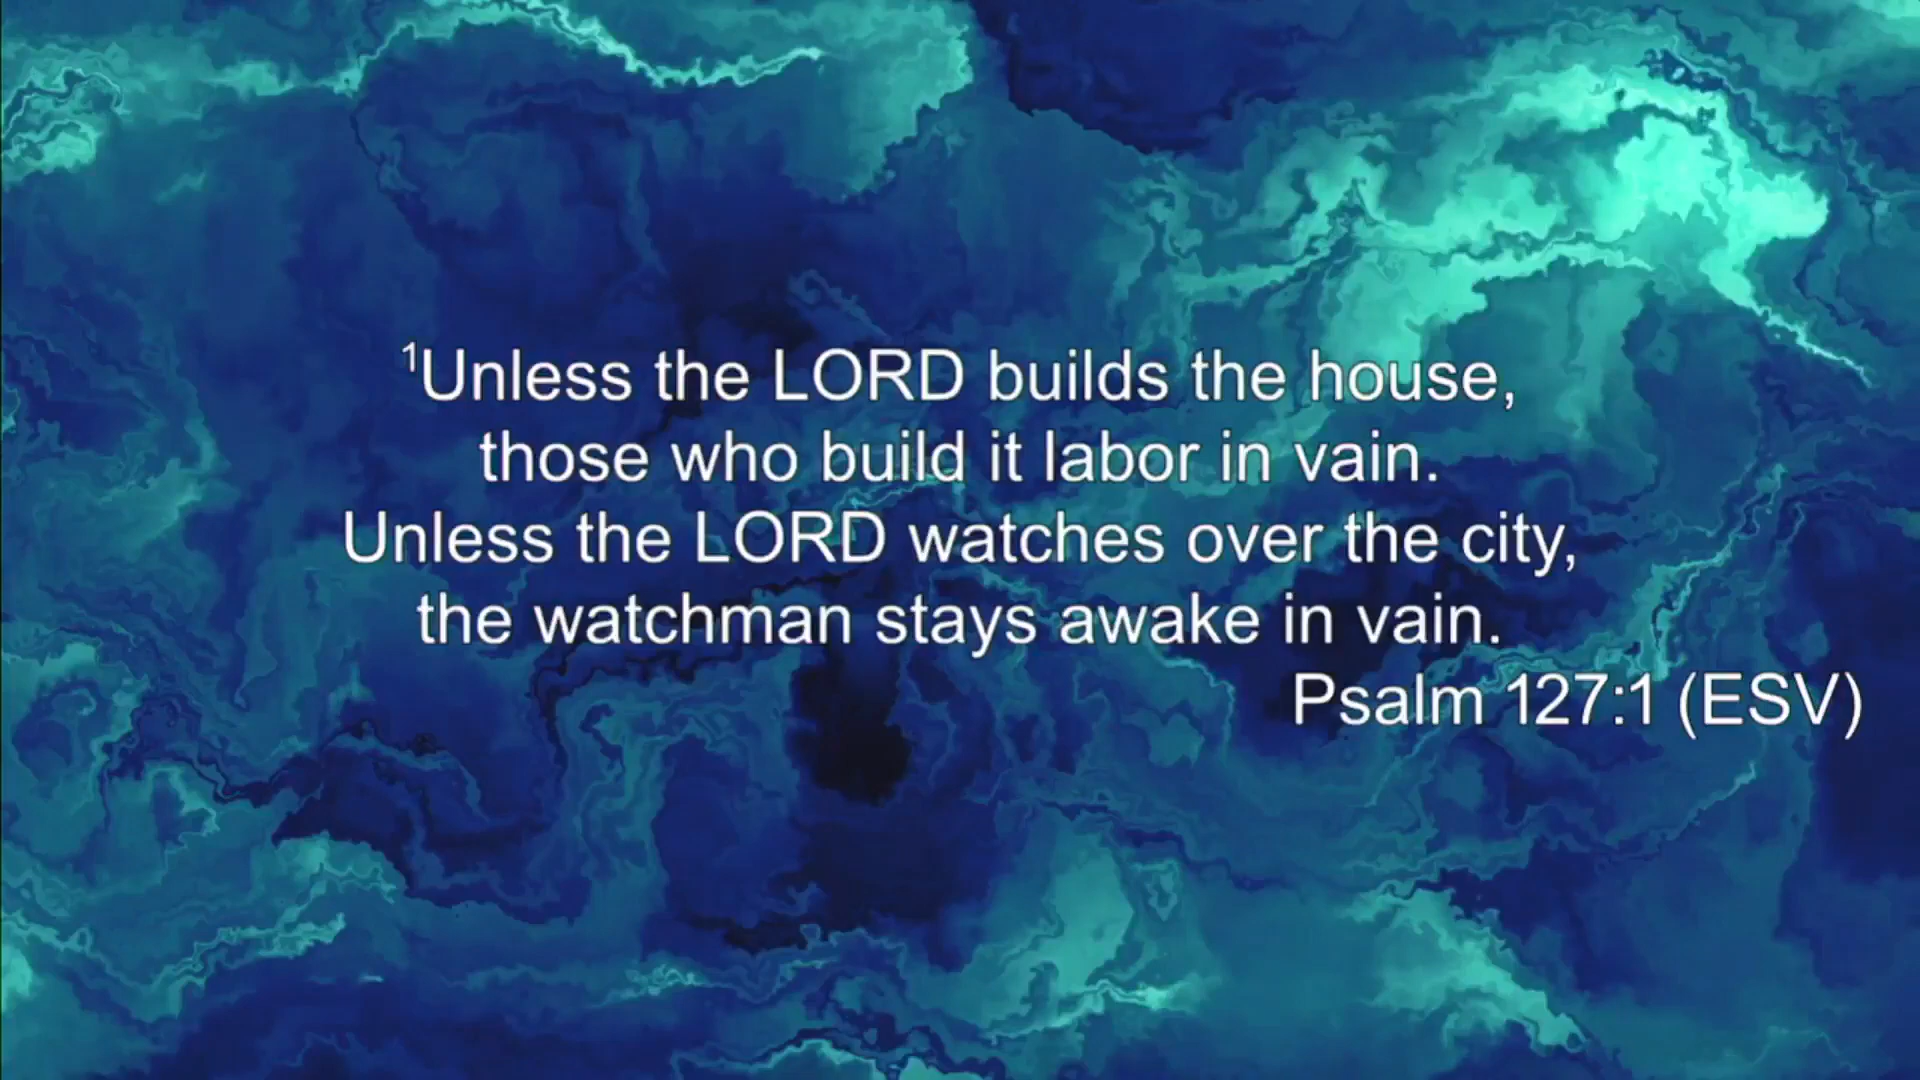 ¹Unless the LORD builds the house,
those who build it labor in vain.
Unless the LORD watches over the city,
the watchman stays awake in vain.
Psalm 127:1 (ESV)